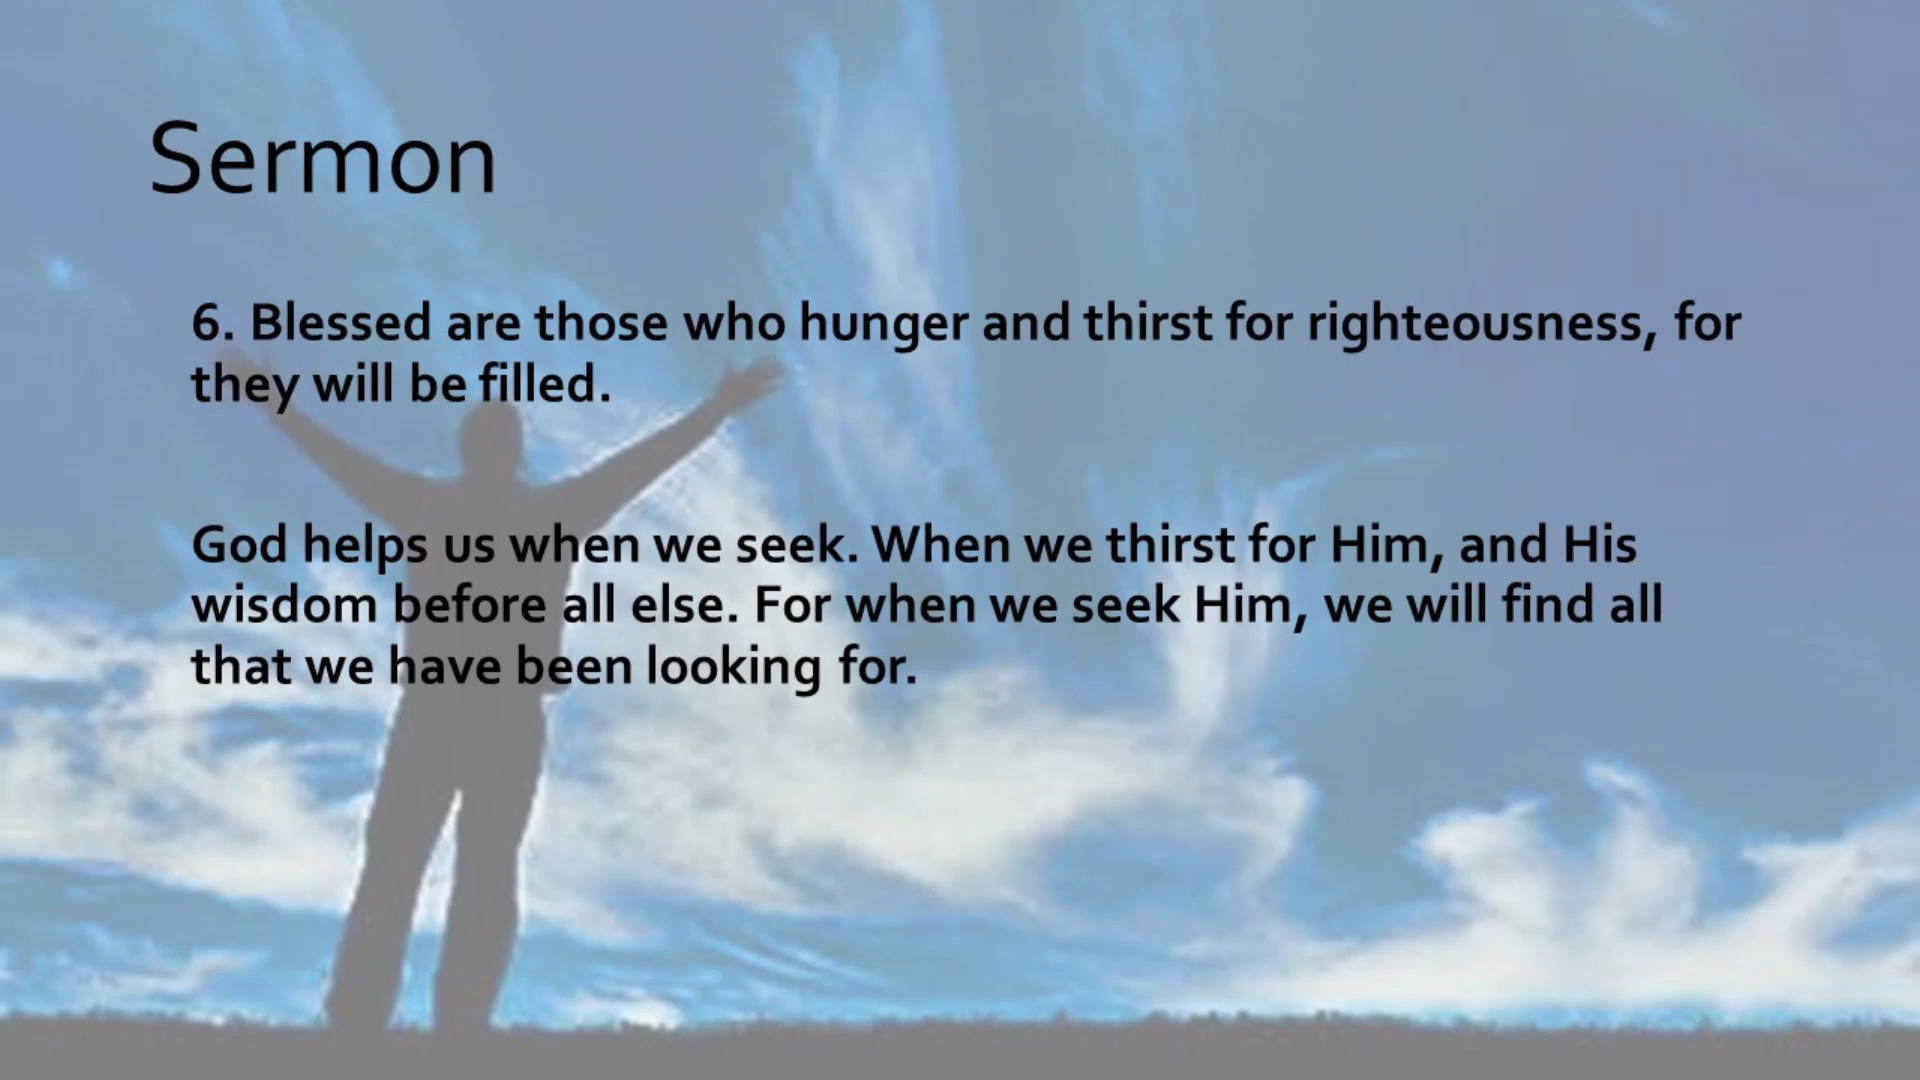 Sermon
6. Blessed are those who hunger and thirst for righteousness, for
they will be filled.
God helps us when we seek. When we thirst for Him, and His
wisdom before all else. For when we seek Him, we will find all
that we have been looking for.